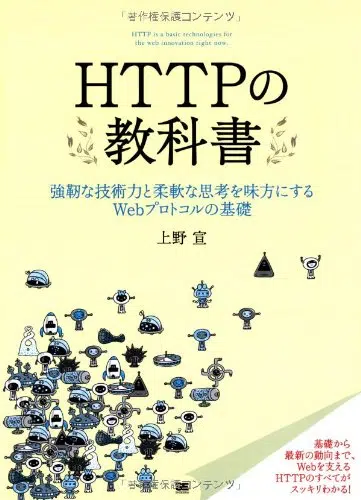 「著作権保護コンテンツ」
HTTP is a basic technologies for
the web innovation right now.
HTTPの
教科書
強靭な技術力と柔軟な思考を味方にする
Webプロトコルの基礎
上野 宣
基礎から
最新の動向まで、
Webを支える
HTTPのすべてが
スッキリわかる!
SE
「著作権保護コンテンツ」